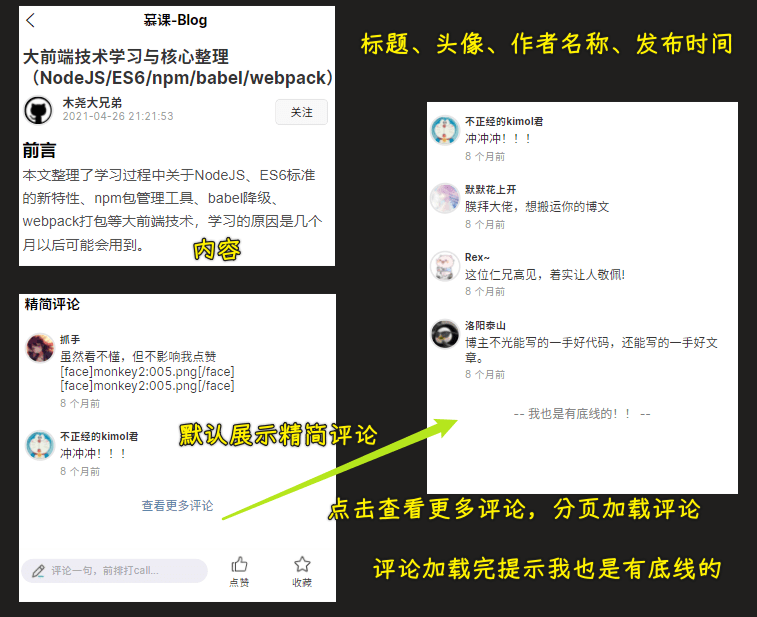 慕课-Blog
大前端技术学习与核心整理
（NodeJS/ES6/npm/babel/webpack）
木尧大兄弟
2021-04-26 21:21:53
关注
前言
本文整理了学习过程中关于NodeJS、ES6标准
的新特性、npm包管理工具、babel降级、
webpack打包等大前端技术，学习的原因是几个
月以后可能会用到。
内容
标题、头像、作者名称、发布时间
精简评论
抓手
虽然看不懂，但不影响我点赞
[face]monkey2:005.png[/face]
[face]monkey2:005.png[/face]
8 个月前
不正经的kimol君
冲冲冲！！！
8 个月前
查看更多评论
评论一句，前排打call...
点赞
收藏
默认展示精简评论
不正经的kimol君
冲冲冲！！！
8 个月前
默默花上开
膜拜大佬，想搬运你的博文
8 个月前
Rex~
这位仁兄高见，着实让人敬佩!
8 个月前
洛阳泰山
博主不光能写的一手好代码，还能写的一手好文
章。
8 个月前
-- 我也是有底线的！！ --
点击查看更多评论，分页加载评论
评论加载完提示我也是有底线的